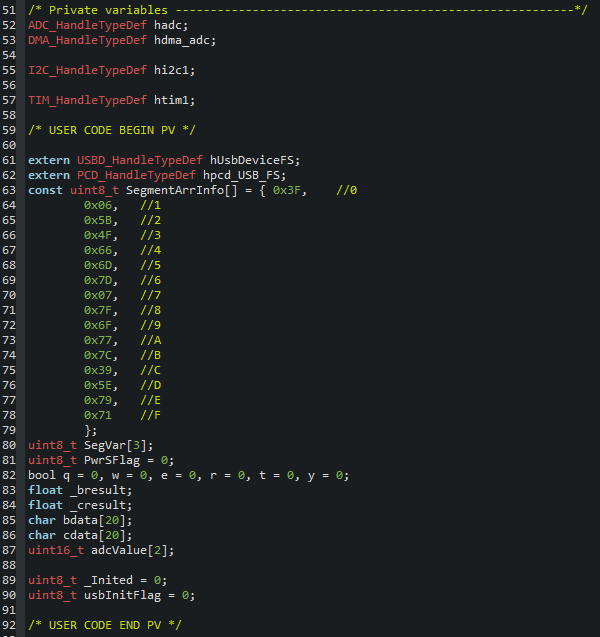 51 /* Private variables ---------------------------------------------------------*/
52 ADC_HandleTypeDef hadc;
53 DMA_HandleTypeDef hdma_adc;
54
55 I2C_HandleTypeDef hi2c1;
56
57 TIM_HandleTypeDef htim1;
58
59 /* USER CODE BEGIN PV */
60
61 extern USBD_HandleTypeDef hUsbDeviceFS;
62 extern PCD_HandleTypeDef hpcd_USB_FS;
63 const uint8_t SegmentArrInfo[] = { 0x3F,    //0
64         0x06,   //1
65         0x5B,   //2
66         0x4F,   //3
67         0x66,   //4
68         0x6D,   //5
69         0x7D,   //6
70         0x07,   //7
71         0x7F,   //8
72         0x6F,   //9
73         0x77,   //A
74         0x7C,   //B
75         0x39,   //C
76         0x5E,   //D
77         0x79,   //E
78         0x71    //F
79         };
80 uint8_t SegVar[3];
81 uint8_t PwrSFlag = 0;
82 bool q = 0, w = 0, e = 0, r = 0, t = 0, y = 0;
83 float _bresult;
84 float _cresult;
85 char bdata[20];
86 char cdata[20];
87 uint16_t adcValue[2];
88
89 uint8_t _Inited = 0;
90 uint8_t usbInitFlag = 0;
91
92 /* USER CODE END PV */